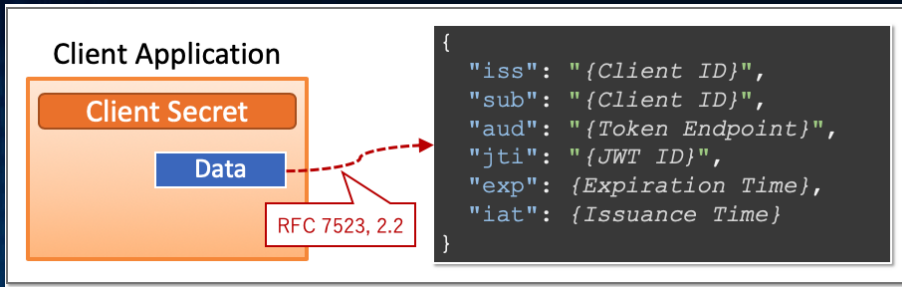 Client Application
Client Secret
Data
RFC 7523, 2.2
{
"iss": "{Client ID}",
"sub": "{Client ID}",
"aud": "{Token Endpoint}",
"jti": "{JWT ID}",
"exp": {Expiration Time},
"iat": {Issuance Time}
}